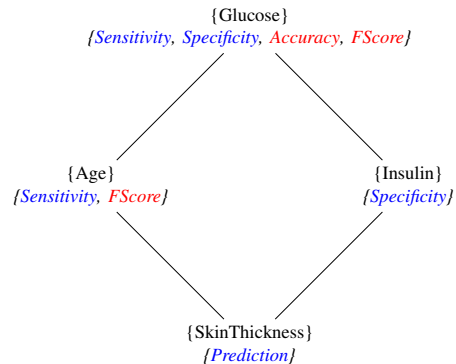 {Glucose}
{Sensitivity, Specificity, Accuracy, FScore}
{Age}
{Sensitivity, FScore}
{Insulin}
{Specificity}
{SkinThickness}
{Prediction}